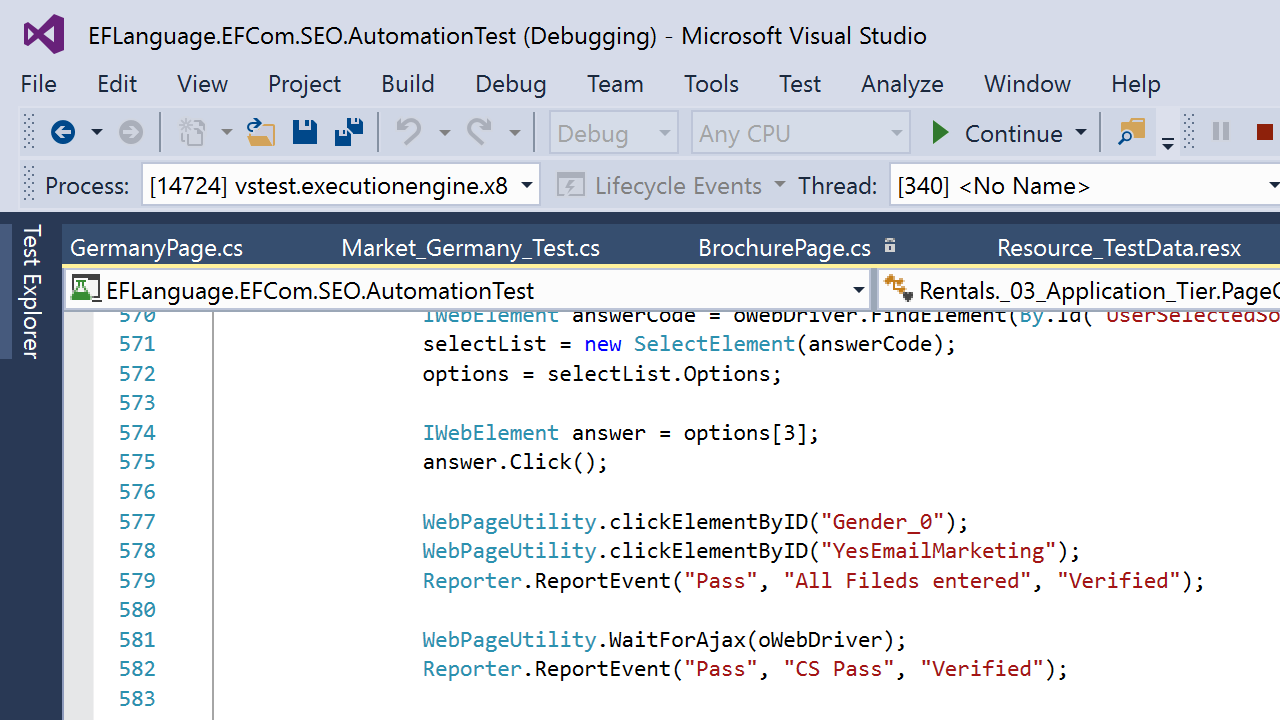 EFLanguage.EFCom.SEO.AutomationTest (Debugging) - Microsoft Visual Studio
File Edit View Project Build Debug Team Tools Test Analyze Window Help
Debug Any CPU Continue
Process: [14724] vstest.executionengine.x8 Lifecycle Events Thread: [340] <No Name>
Test Explorer
GermanyPage.cs Market_Germany_Test.cs BrochurePage.cs Resource_TestData.resx
EFLanguage.EFCom.SEO.AutomationTest Rentals._03_Application_Tier.Page
570 IWebElement answerCode = oWebDriver.FindElement(By.Id("UserSelectedSo
571 selectList = new SelectElement(answerCode);
572 options = selectList.Options;
573
574 IWebElement answer = options[3];
575 answer.Click();
576
577 WebPageUtility.clickElementByID("Gender_0");
578 WebPageUtility.clickElementByID("YesEmailMarketing");
579 Reporter.ReportEvent("Pass", "All Fileds entered", "Verified");
580
581 WebPageUtility.WaitForAjax(oWebDriver);
582 Reporter.ReportEvent("Pass", "CS Pass", "Verified");
583